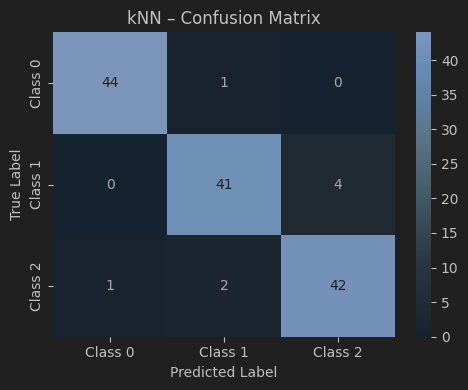 kNN – Confusion Matrix
True Label
Class 0
44
1
0
Class 1
0
41
4
Class 2
1
2
42
Class 0
Class 1
Class 2
Predicted Label
40
35
30
25
20
15
10
5
0